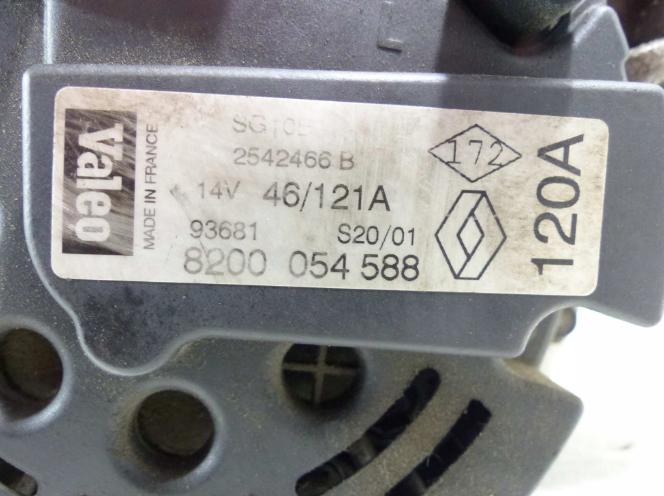 Valeo
MADE IN FRANCE
2542466 B
14V 46/121A
93681 S20/01
8200 054 588
172
120A